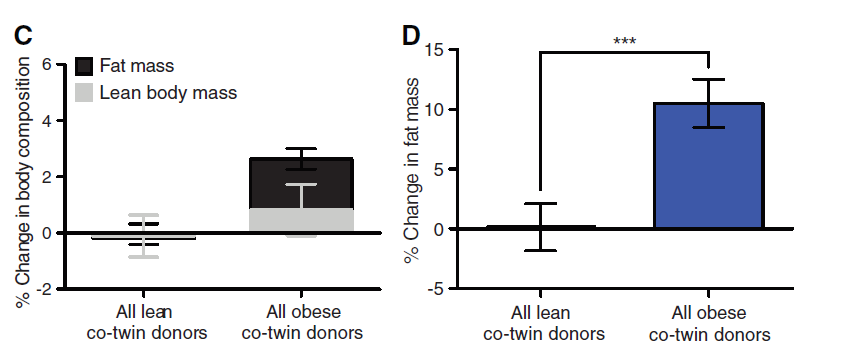 C
% Change in body composition
6
4
2
0
-2
Fat mass
Lean body mass
All lean
co-twin donors
All obese
co-twin donors
D
% Change in fat mass
15
10
5
0
-5
***
All lean
co-twin donors
All obese
co-twin donors